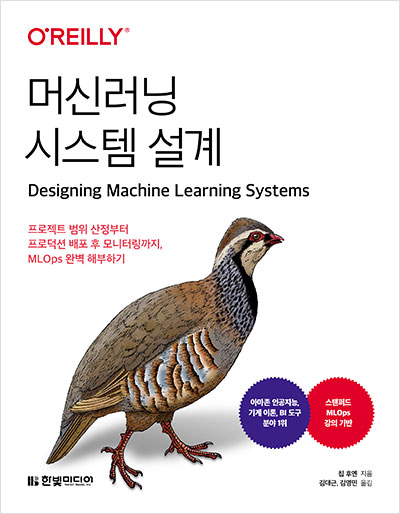 O'REILLY®
머신러닝
시스템 설계
Designing Machine Learning Systems
프로젝트 범위 산정부터
프로덕션 배포 후 모니터링까지,
MLOps 완벽 해부하기
아마존 인공지능,
기계 이론, BI 도구
분야 1위
스탠퍼드
MLOps
강의 기반
한빛미디어
Hanbit Media, Inc.
칩 후옌 지음
김대근, 김영민 옮김